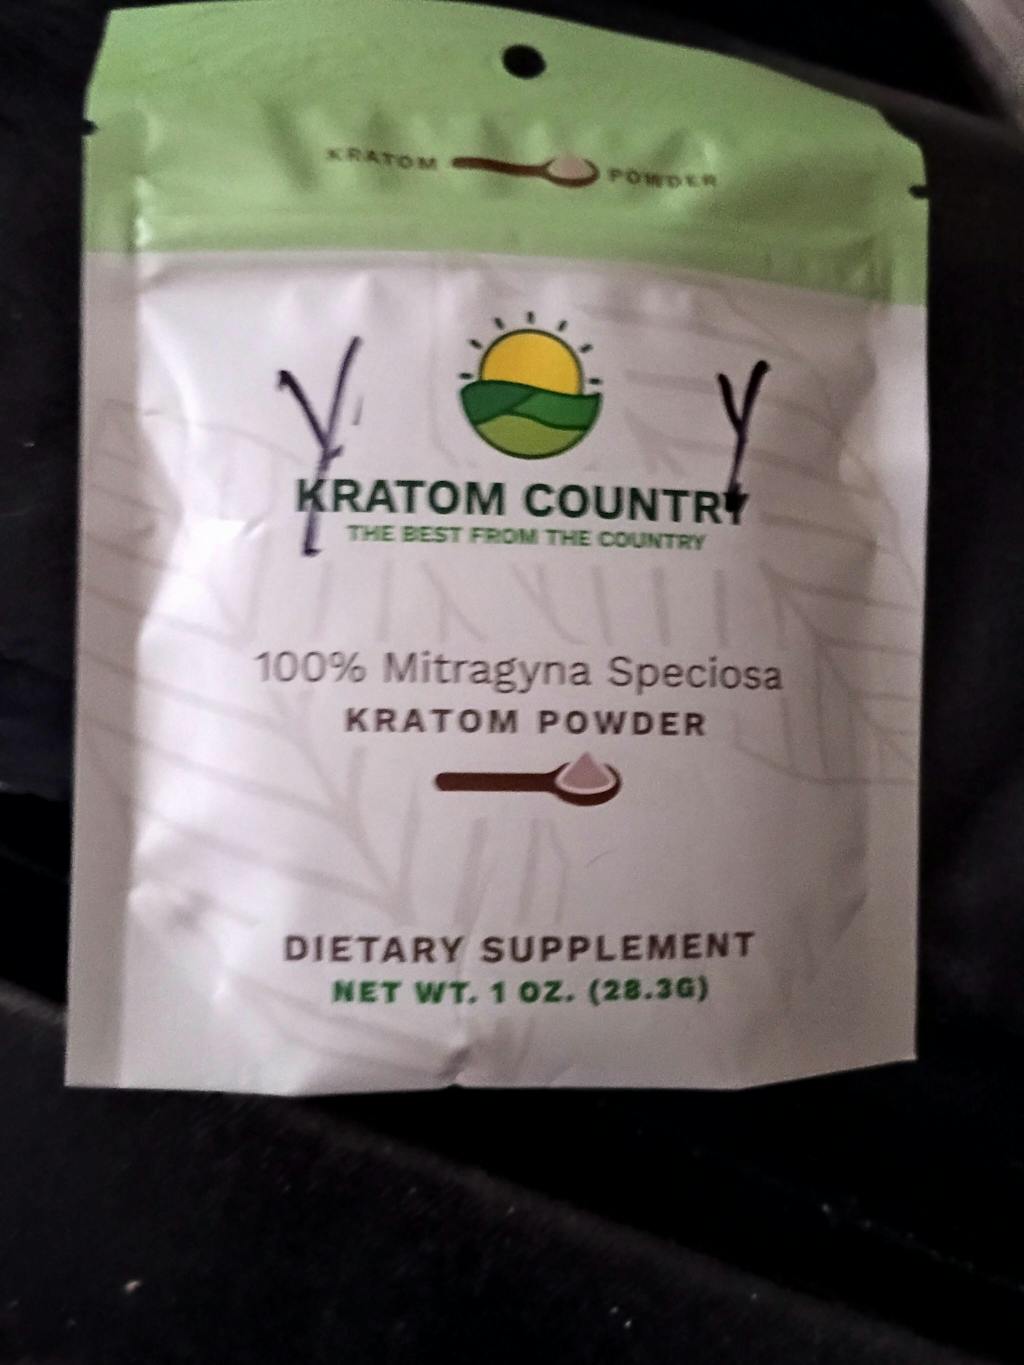 KRATOM POWDER
Y Y
KRATOM COUNTRY
THE BEST FROM THE COUNTRY
100% Mitragyna Speciosa
KRATOM POWDER
DIETARY SUPPLEMENT
NET WT. 1 OZ. (28.3G)